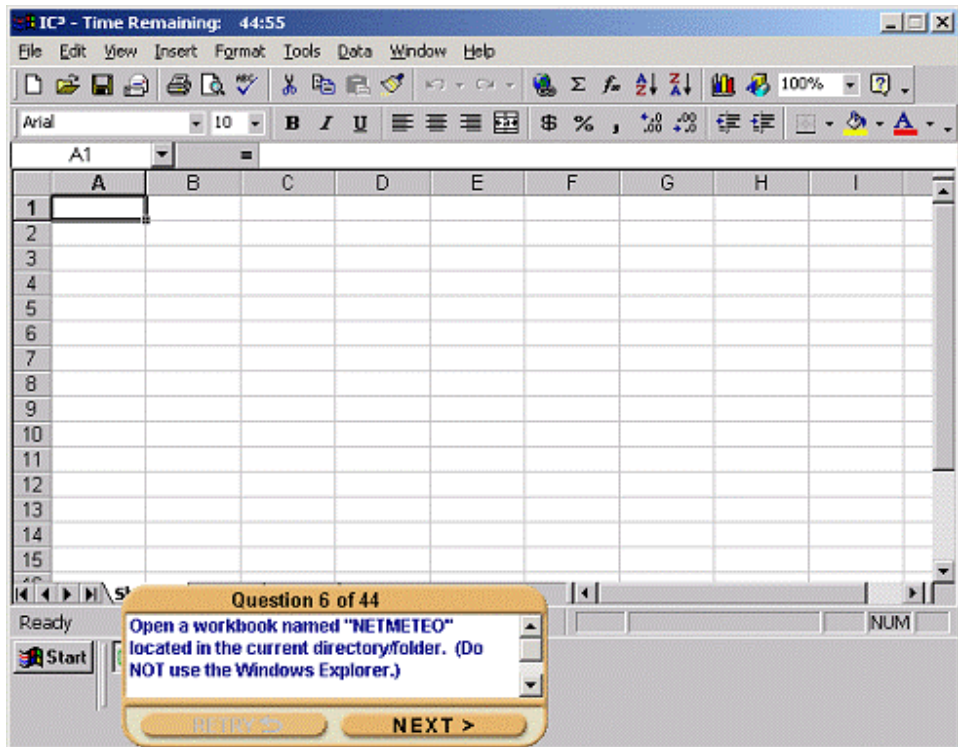 IC³ - Time Remaining: 44:55
File Edit View Insert Format Tools Data Window Help
100%
Arial 10 B I U $ % ,
A1 =
A B C D E F G H I
1
2
3
4
5
6
7
8
9
10
11
12
13
14
15
Question 6 of 44
Ready NUM
Open a workbook named "NETMETEO"
located in the current directory/folder. (Do
NOT use the Windows Explorer.)
Start
RETRY NEXT >